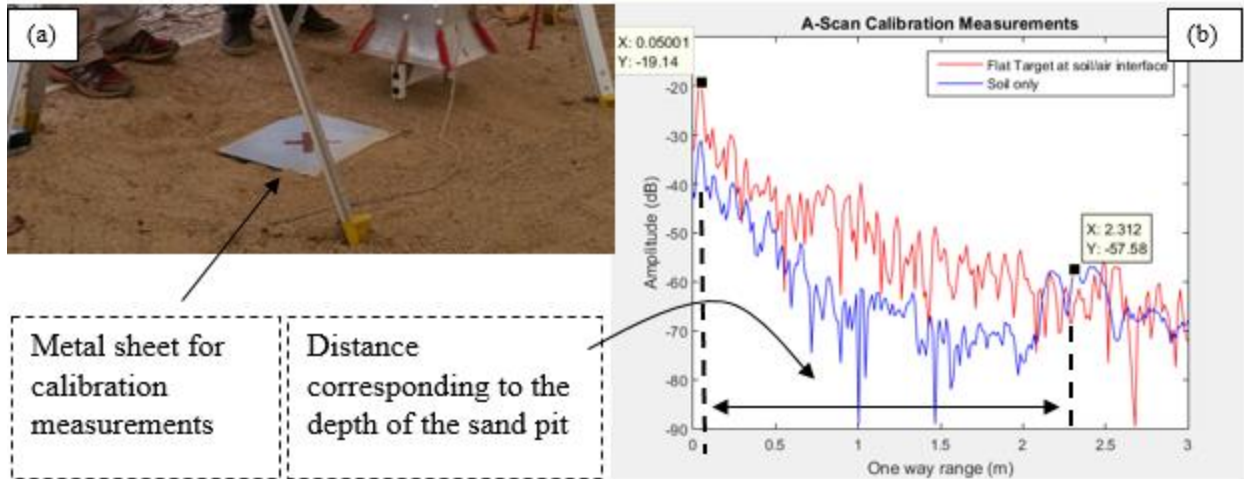 (a)
Metal sheet for
calibration
measurements
Distance
corresponding to the
depth of the sand pit
A-Scan Calibration Measurements
(b)
X: 0.05001
Y: -19.14
Flat Target at soil/air interface
Soil only
X: 2.312
Y: -57.58
Amplitude (dB)
-20
-30
-40
-50
-60
-70
-80
-90
0
0.5
1
1.5
2
2.5
3
One way range (m)